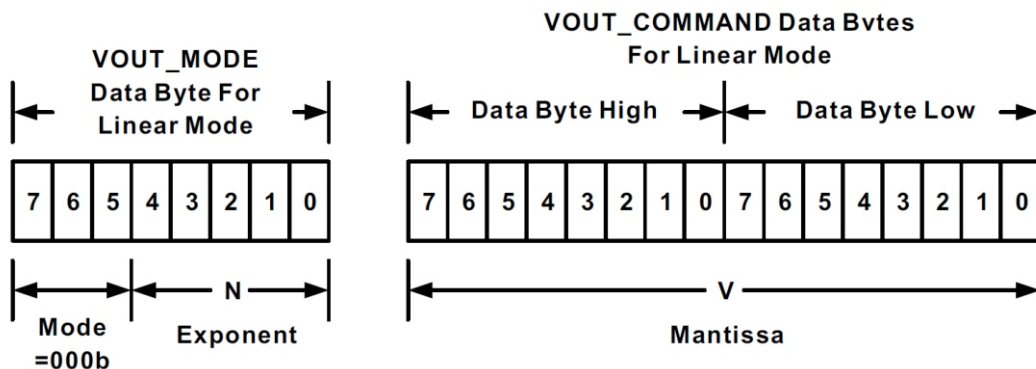 VOUT_MODE
Data Byte For
Linear Mode
VOUT_COMMAND Data Bytes
For Linear Mode
Data Byte High
Data Byte Low
7 6 5 4 3 2 1 0
7 6 5 4 3 2 1 0 7 6 5 4 3 2 1 0
N
V
Mode
=000b
Exponent
Mantissa